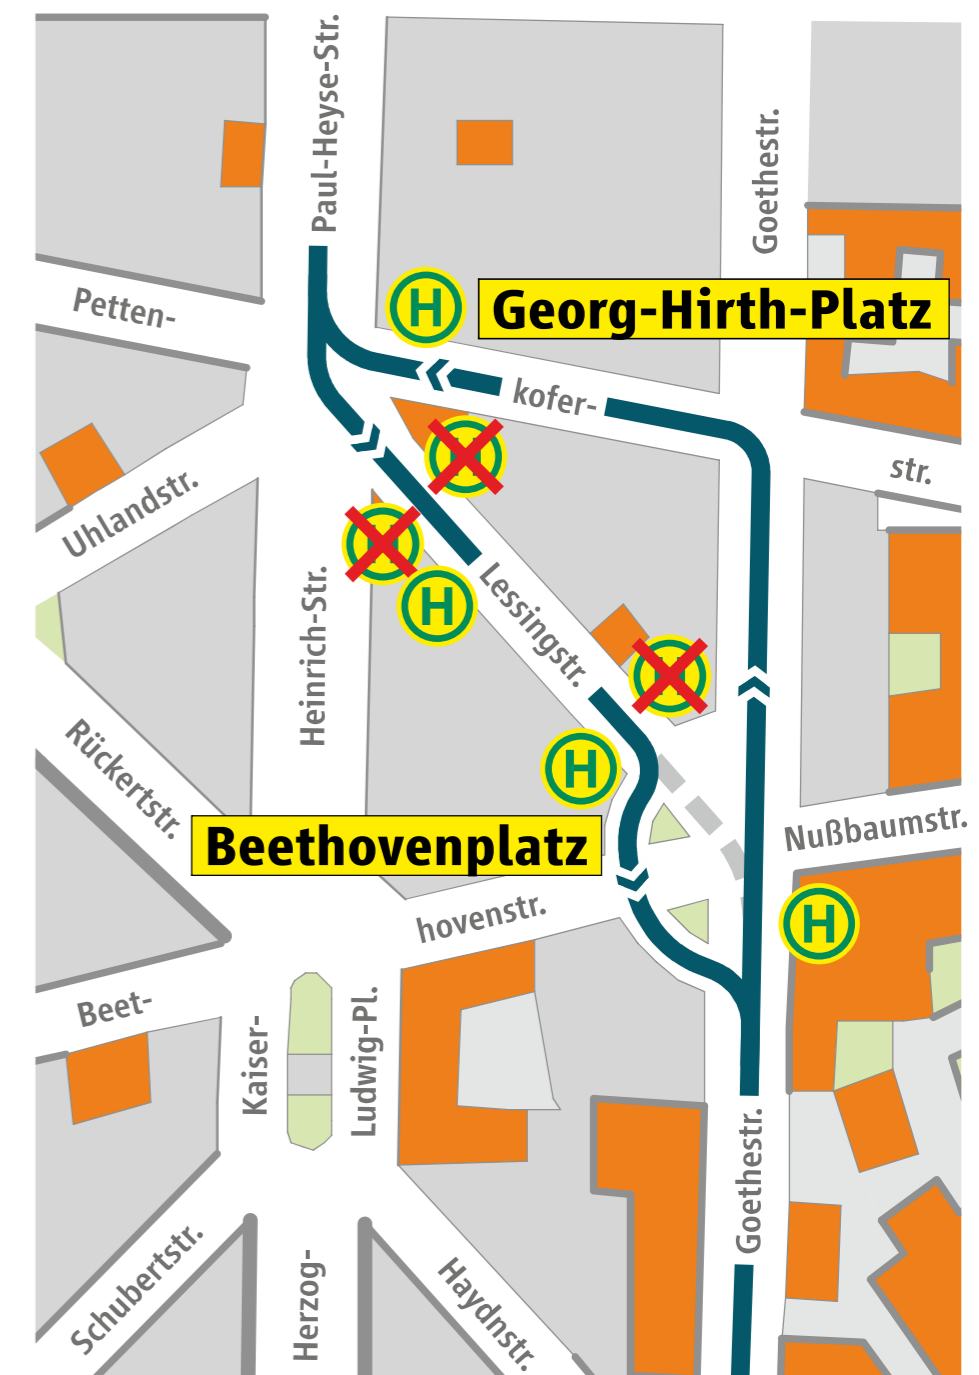 Paul-Heyse-Str.
Goethestr.
Petten-
H
Georg-Hirth-Platz
kofer-
str.
H
Uhlandstr.
H
H
Lessingstr.
Heinrich-Str.
H
Rückertstr.
H
Nußbaumstr.
Beethovenplatz
hovenstr.
H
Beet-
Kaiser-
Ludwig-Pl.
Goethestr.
Schubertstr.
Herzog-
Haydnstr.